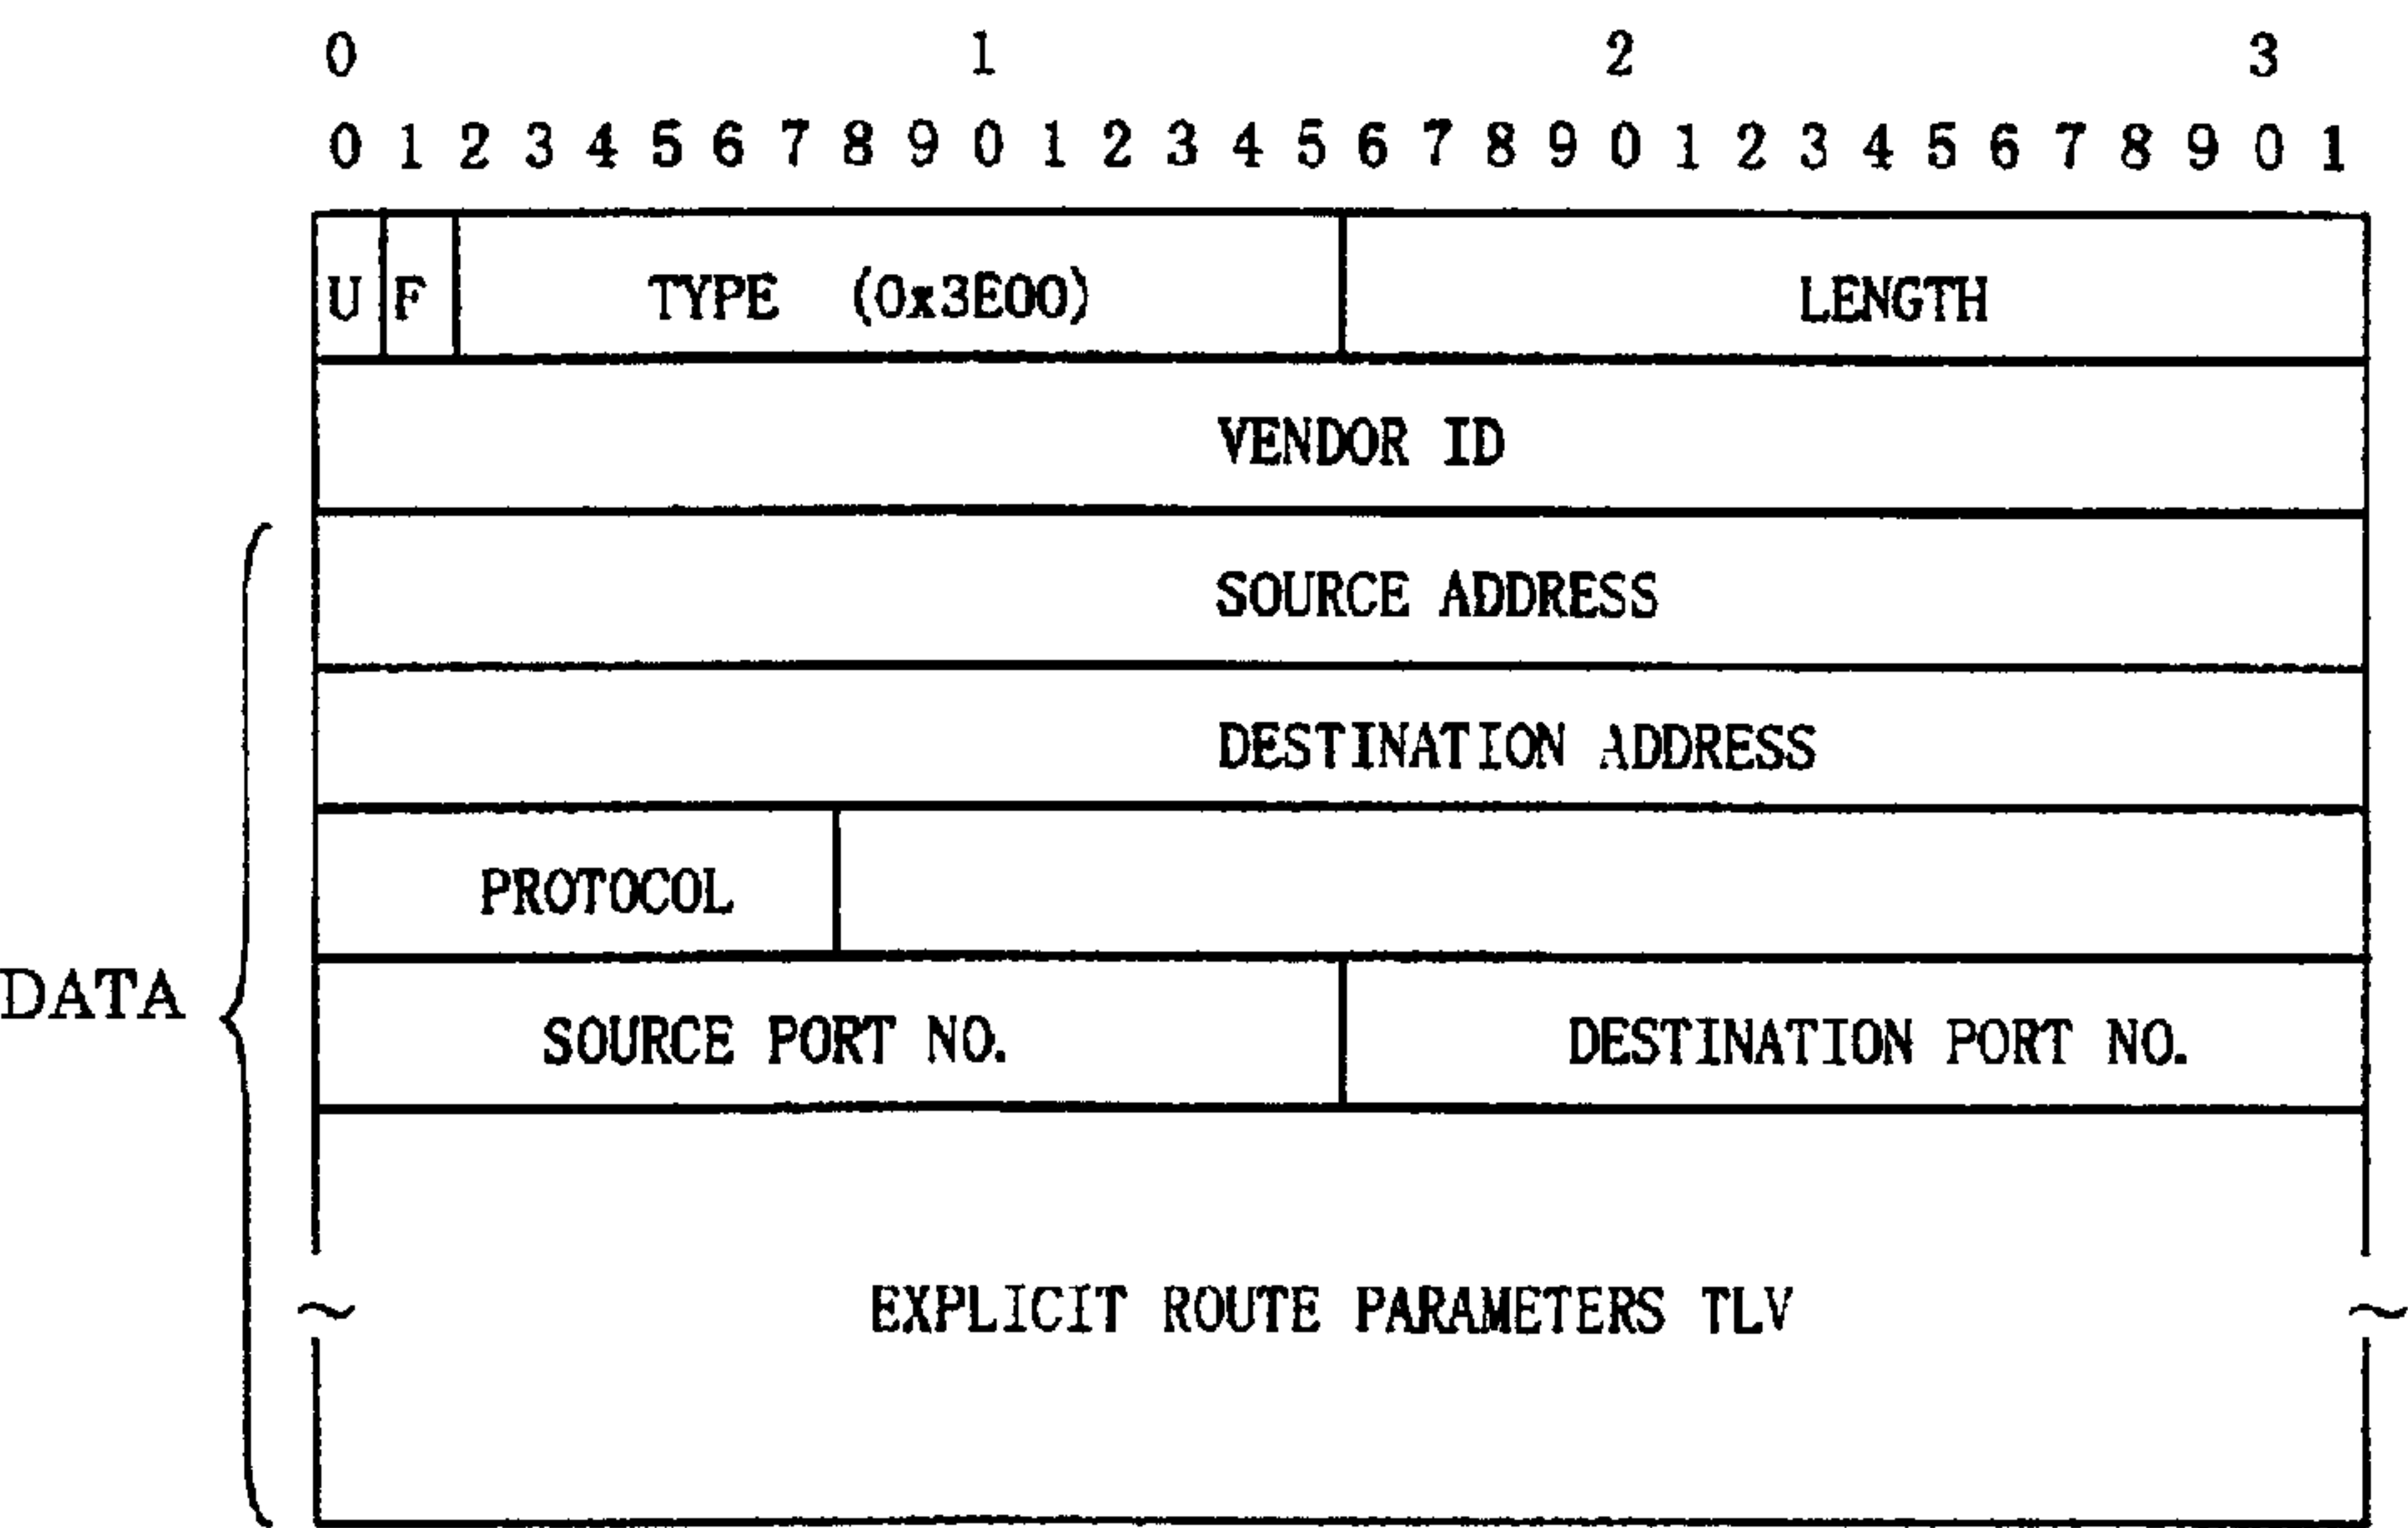 0 1 2 3
0 1 2 3 4 5 6 7 8 9 0 1 2 3 4 5 6 7 8 9 0 1 2 3 4 5 6 7 8 9 0 1
U F TYPE (0x3E00) LENGTH
VENDOR ID
SOURCE ADDRESS
DESTINATION ADDRESS
PROTOCOL
DATA
SOURCE PORT NO. DESTINATION PORT NO.
~ EXPLICIT ROUTE PARAMETERS TLV ~